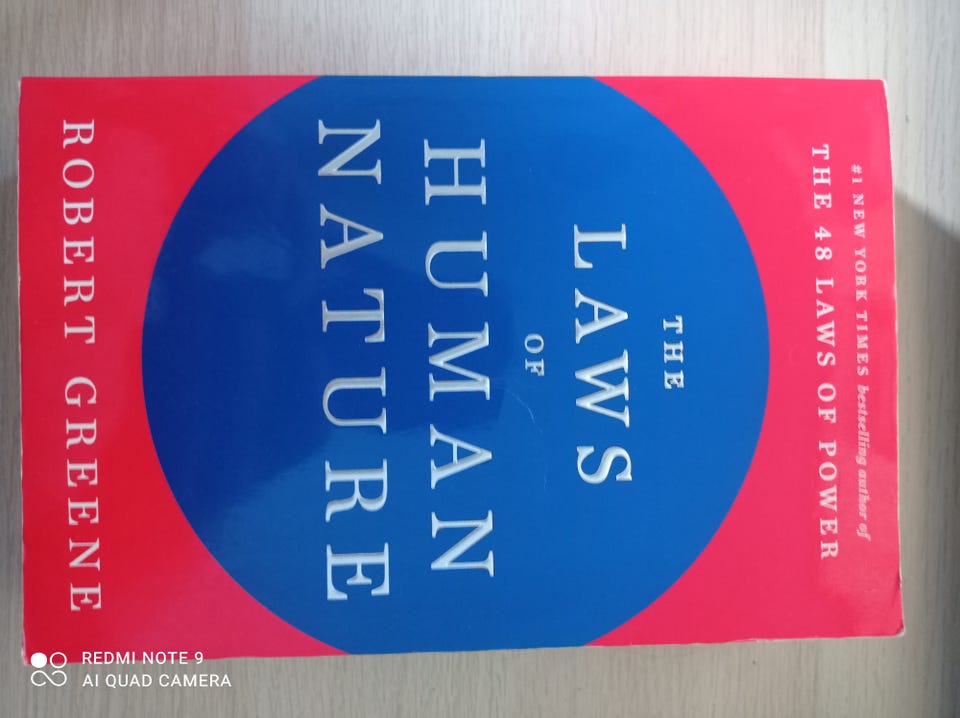 #1 NEW YORK TIMES bestselling author of
THE 48 LAWS OF POWER
THE
LAWS
OF
HUMAN
NATURE
ROBERT GREENE
REDMI NOTE 9
AI QUAD CAMERA